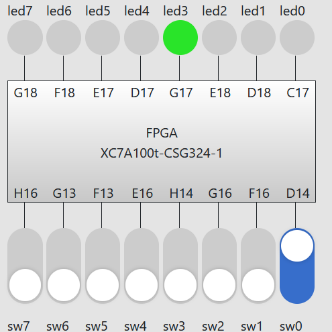 led7 led6 led5 led4 led3 led2 led1 led0
G18 F18 E17 D17 G17 E18 D18 C17
FPGA
XC7A100t-CSG324-1
H16 G13 F13 E16 H14 G16 F16 D14
sw7 sw6 sw5 sw4 sw3 sw2 sw1 sw0